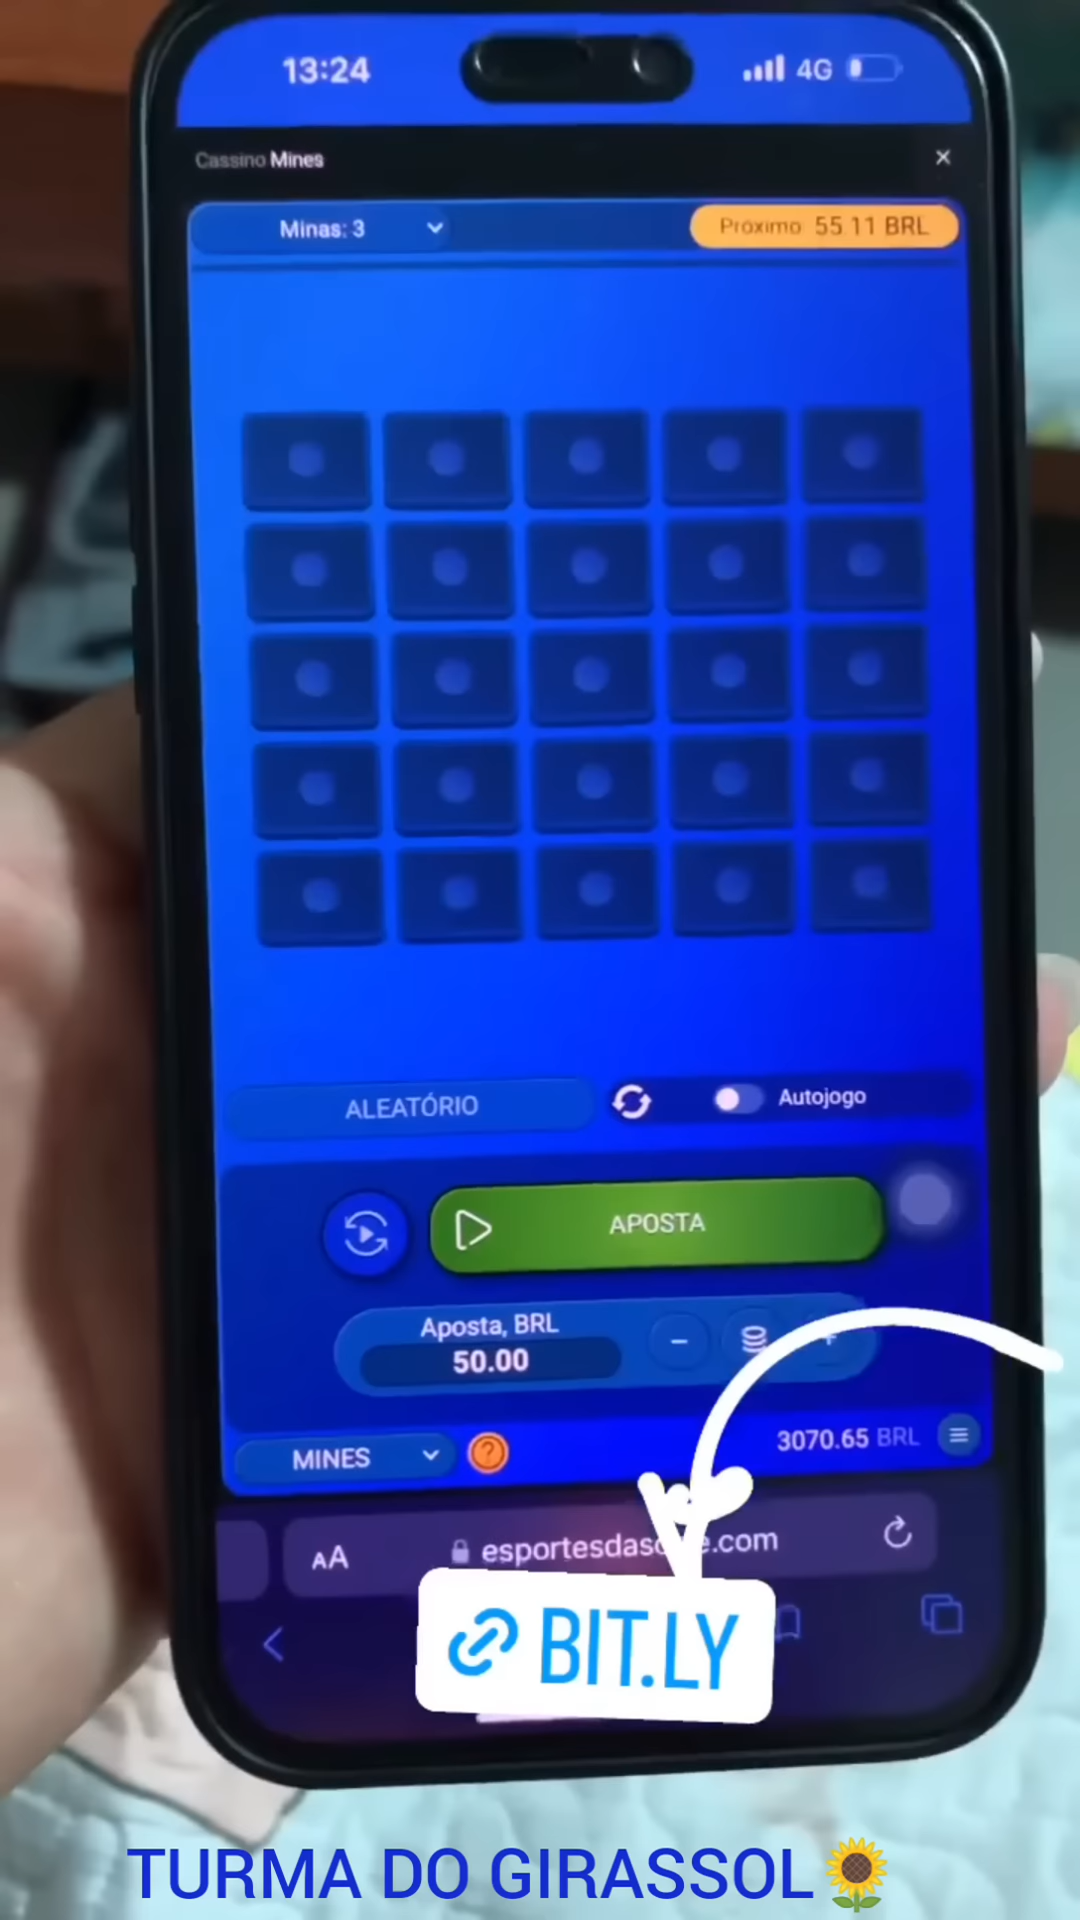 13:24
4G
Cassino Mines
Minas: 3
Próximo: 55.11 BRL
ALEATÓRIO
Autojogo
APOSTA
Aposta, BRL
50.00
MINES
?
3070.65 BRL
AA
BIT.LY
TURMA DO GIRASSOL🌻